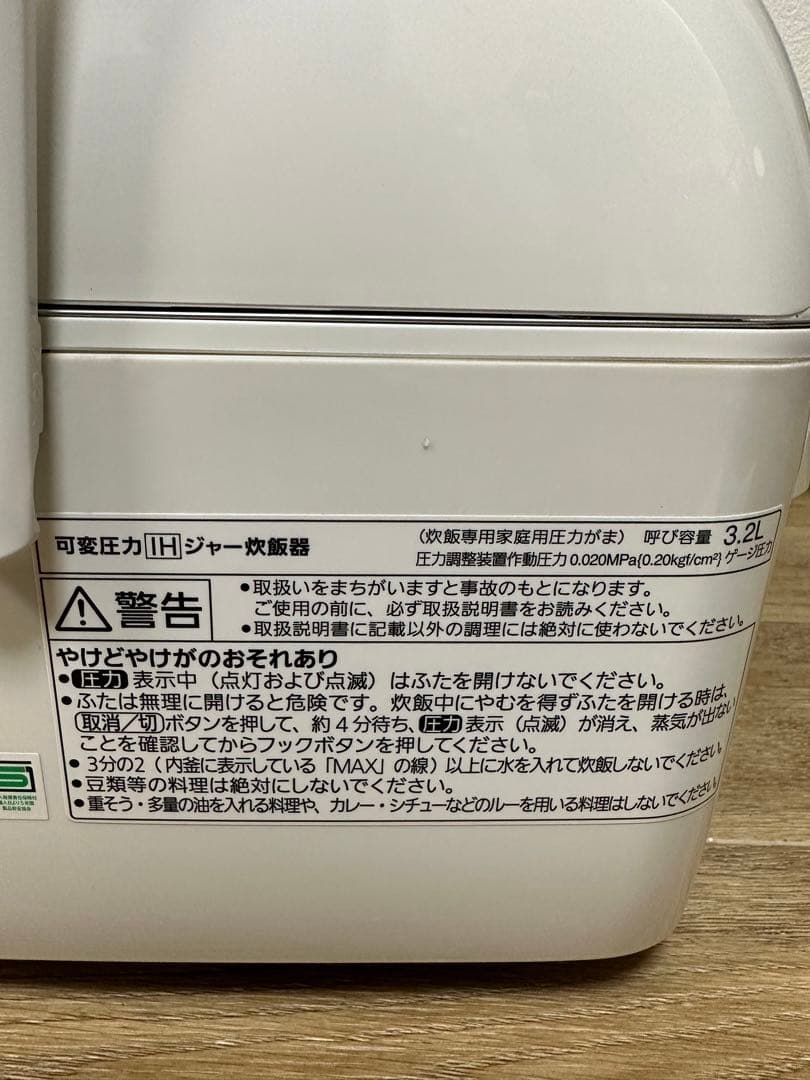 可変圧力IHジャー炊飯器
（炊飯専用家庭用圧力がま） 呼び容量 3.2L
圧力調整装置作動圧力0.020MPa{0.20kgf/cm²}ゲージ圧力
警告
●取扱いをまちがいますと事故のもとになります。
ご使用の前に、必ず取扱説明書をお読みください。
●取扱説明書に記載以外の調理には絶対に使わないでください。
やけどやけがのおそれあり
●圧力表示中（点灯および点滅）はふたを開けないでください。
●ふたは無理に開けると危険です。炊飯中にやむを得ずふたを開ける時は、
取消/切ボタンを押して、約4分待ち、圧力表示（点滅）が消え、蒸気が出ない
ことを確認してからフックボタンを押してください。
●3分の2（内釜に表示している「MAX」の線）以上に水を入れて炊飯しないでください。
●豆類等の料理は絶対にしないでください。
●重そう・多量の油を入れる料理や、カレー・シチューなどのルーを用いる料理はしないでください。
製品安全協会